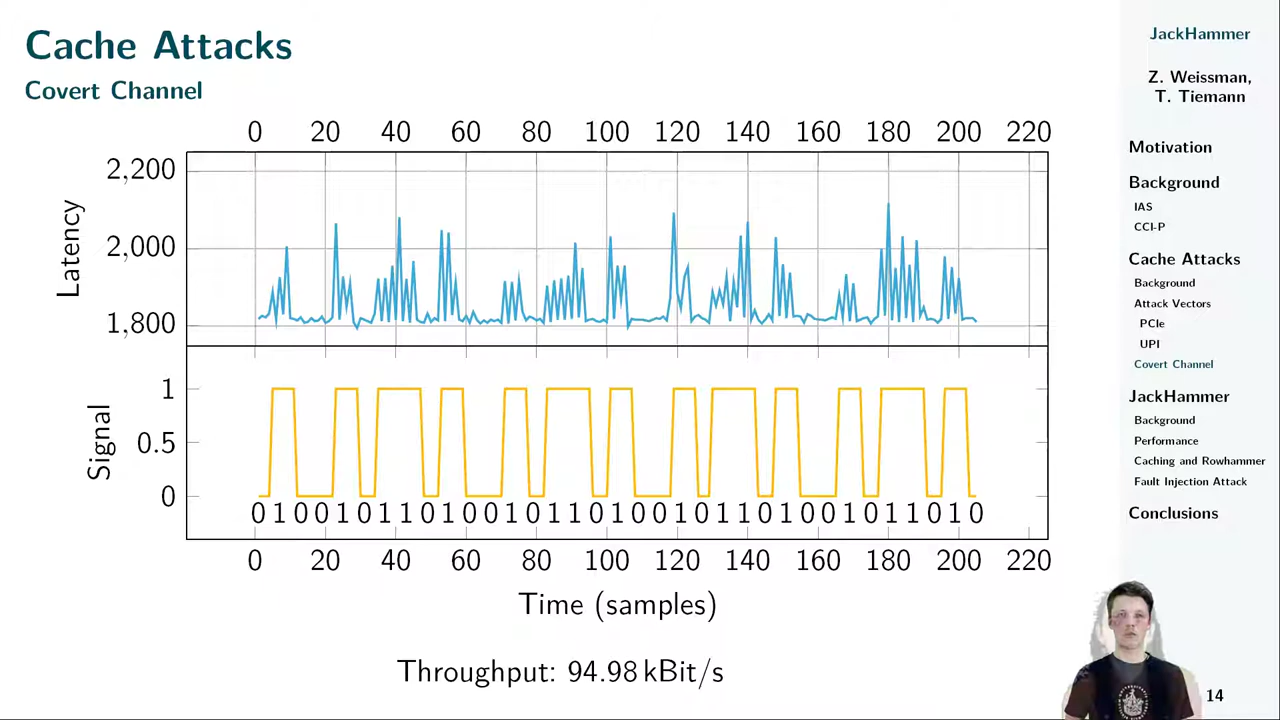 Cache Attacks
Covert Channel
0 20 40 60 80 100 120 140 160 180 200 220
2,200
2,000
1,800
Latency
1
0.5
0
Signal
0 1 0 0 1 0 1 1 0 1 0 0 1 0 1 1 0 1 0 0 1 0 1 1 0 1 0 0 1 0 1 1 0 1 0
0 20 40 60 80 100 120 140 160 180 200 220
Time (samples)
Throughput: 94.98 kBit/s
JackHammer
Z. Weissman,
T. Tiemann
Motivation
Background
IAS
CCI-P
Cache Attacks
Background
Attack Vectors
PCIe
UPI
Covert Channel
JackHammer
Background
Performance
Caching and Rowhammer
Fault Injection Attack
Conclusions
14